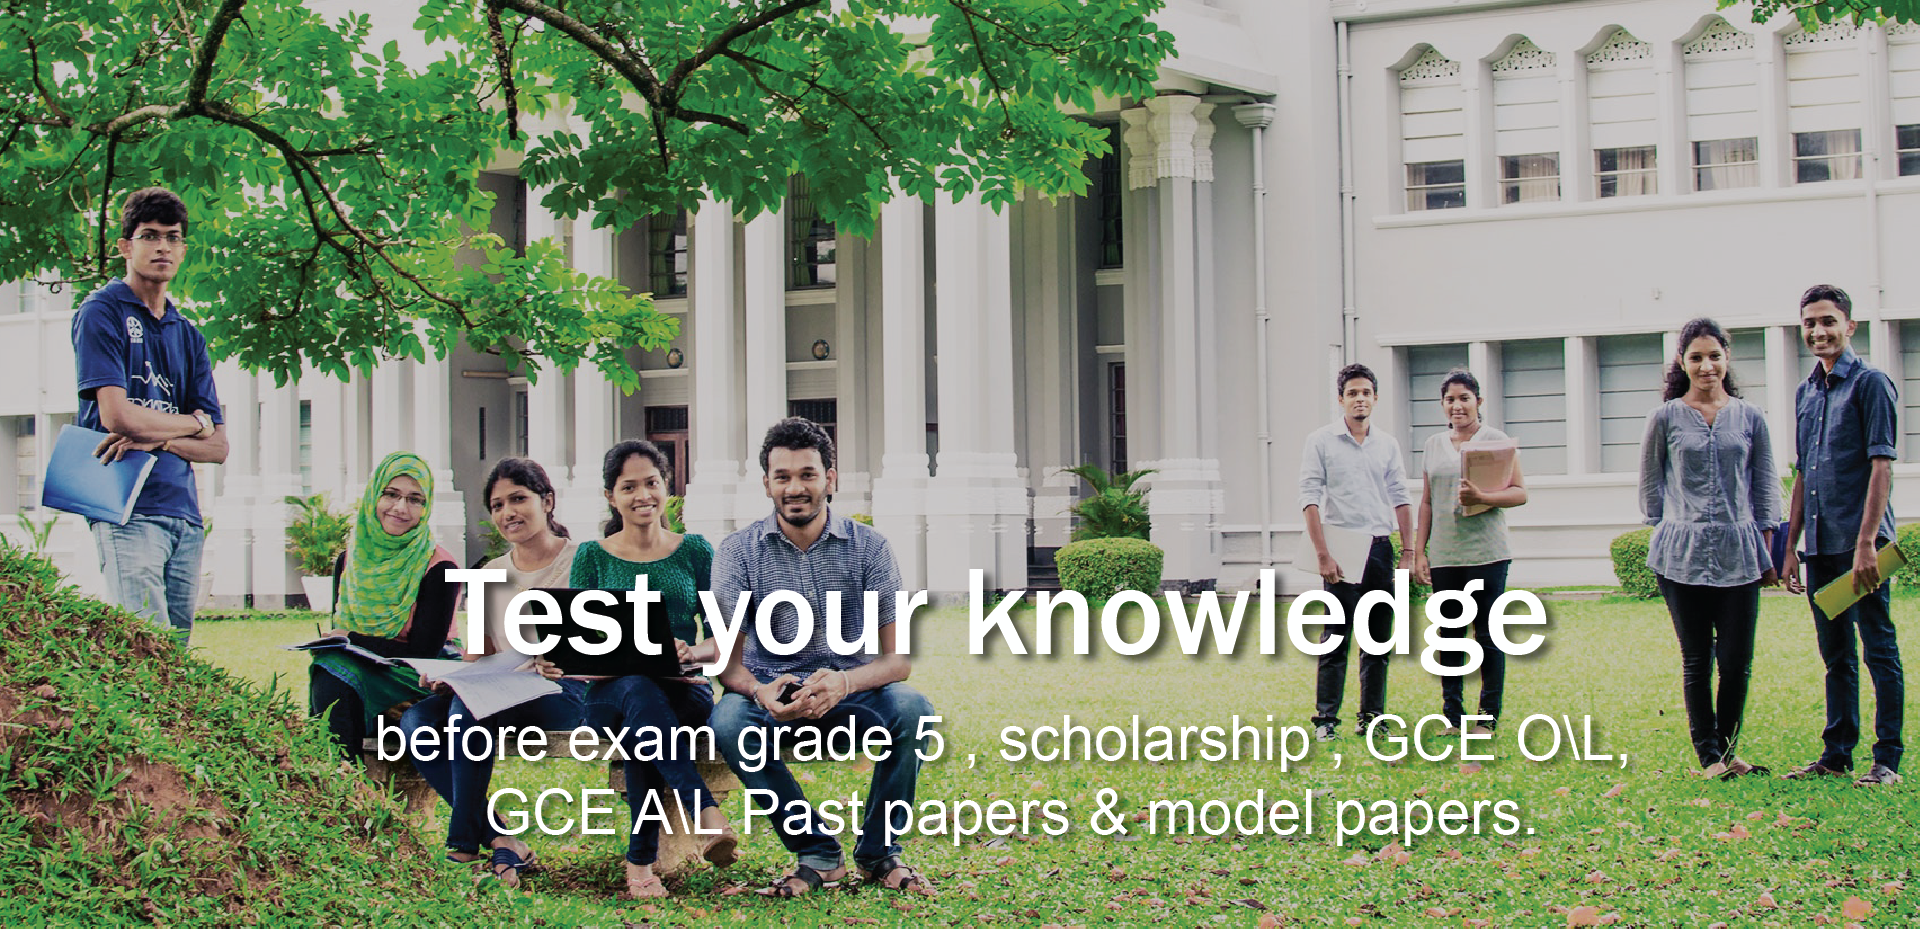 Test your knowledge
before exam grade 5 , scholarship , GCE O\L,
GCE A\L Past papers & model papers.